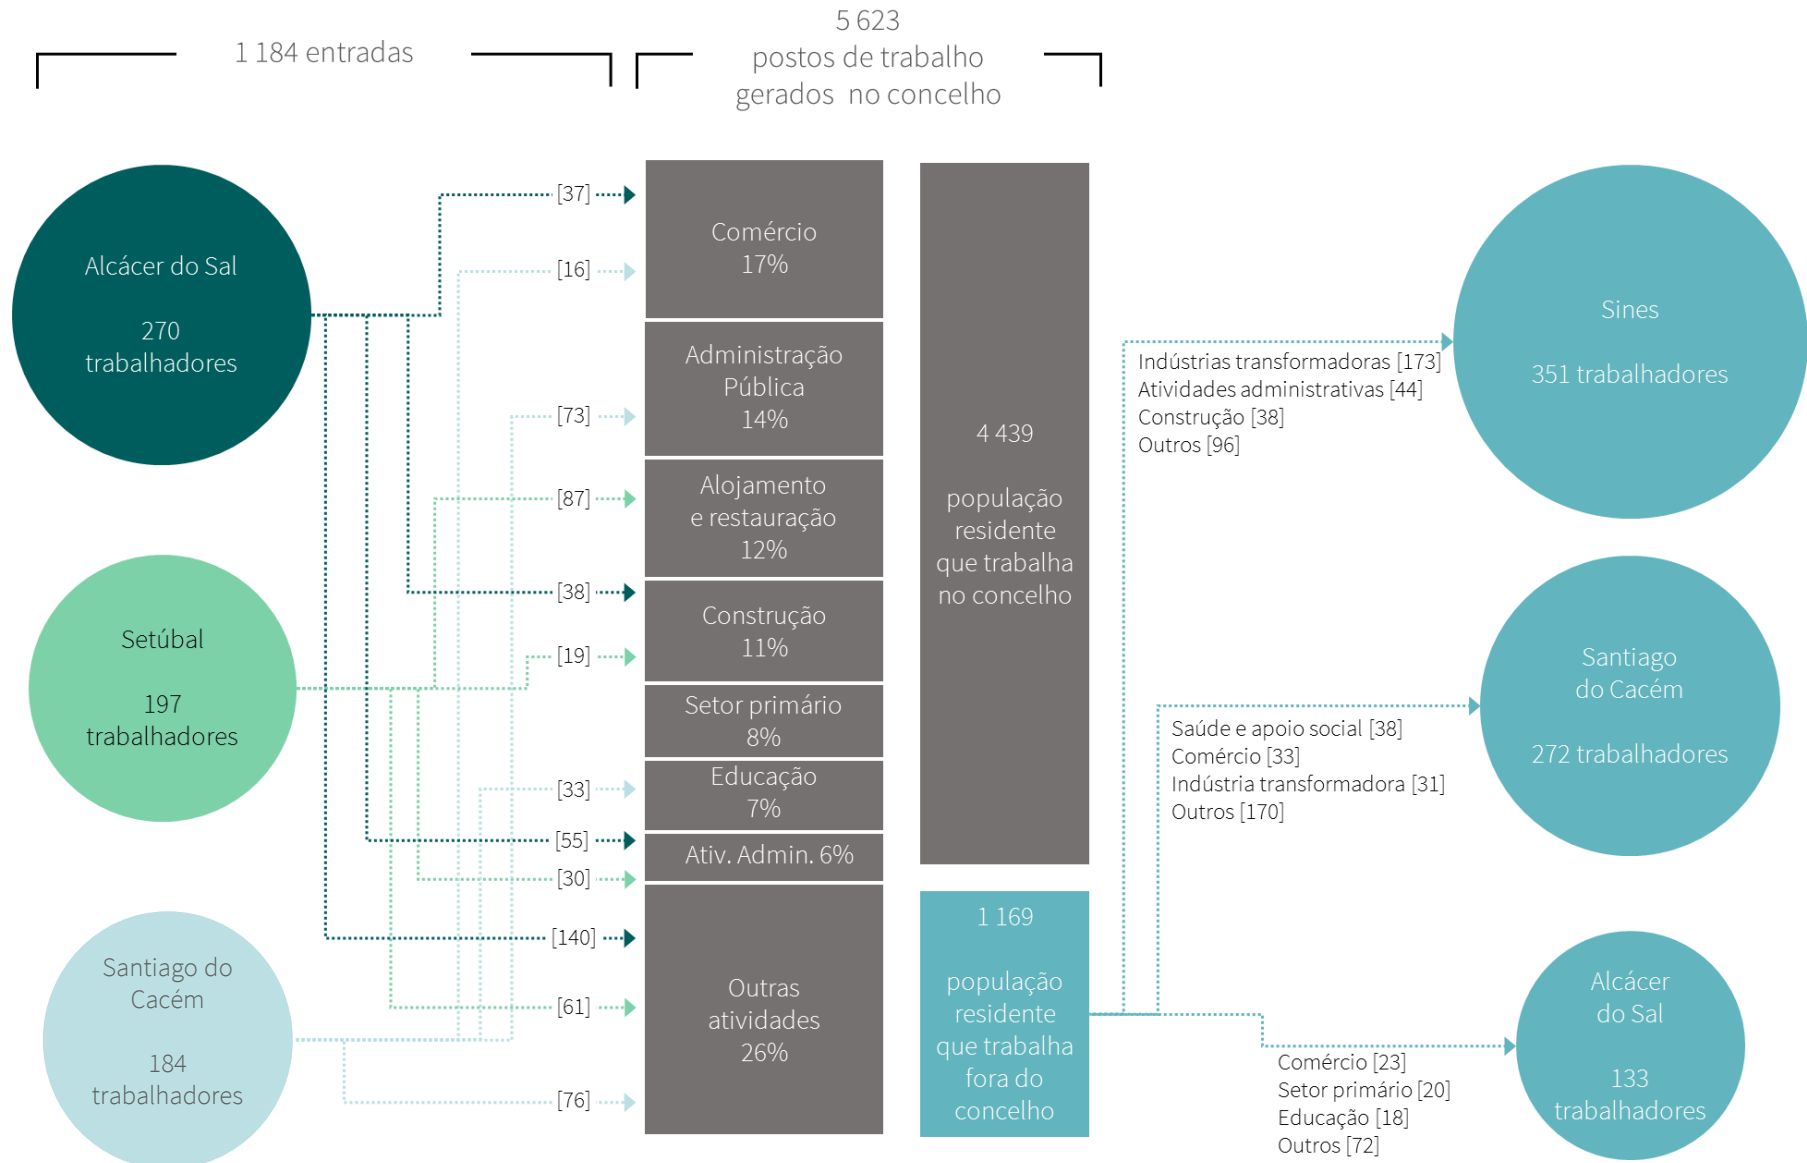 1 184 entradas
5 623
postos de trabalho
gerados no concelho
Alcácer do Sal
270
trabalhadores
Setúbal
197
trabalhadores
Santiago do
Cacém
184
trabalhadores
[37]
[16]
[73]
[87]
[38]
[19]
[33]
[55]
[30]
[140]
[61]
[76]
Comércio
17%
Administração
Pública
14%
Alojamento
e restauração
12%
Construção
11%
Setor primário
8%
Educação
7%
Ativ. Admin. 6%
Outras
atividades
26%
4 439
população
residente
que trabalha
no concelho
1 169
população
residente
que trabalha
fora do
concelho
Indústrias transformadoras [173]
Atividades administrativas [44]
Construção [38]
Outros [96]
Sines
351 trabalhadores
Saúde e apoio social [38]
Comércio [33]
Indústria transformadora [31]
Outros [170]
Santiago
do Cacém
272 trabalhadores
Comércio [23]
Setor primário [20]
Educação [18]
Outros [72]
Alcácer
do Sal
133
trabalhadores